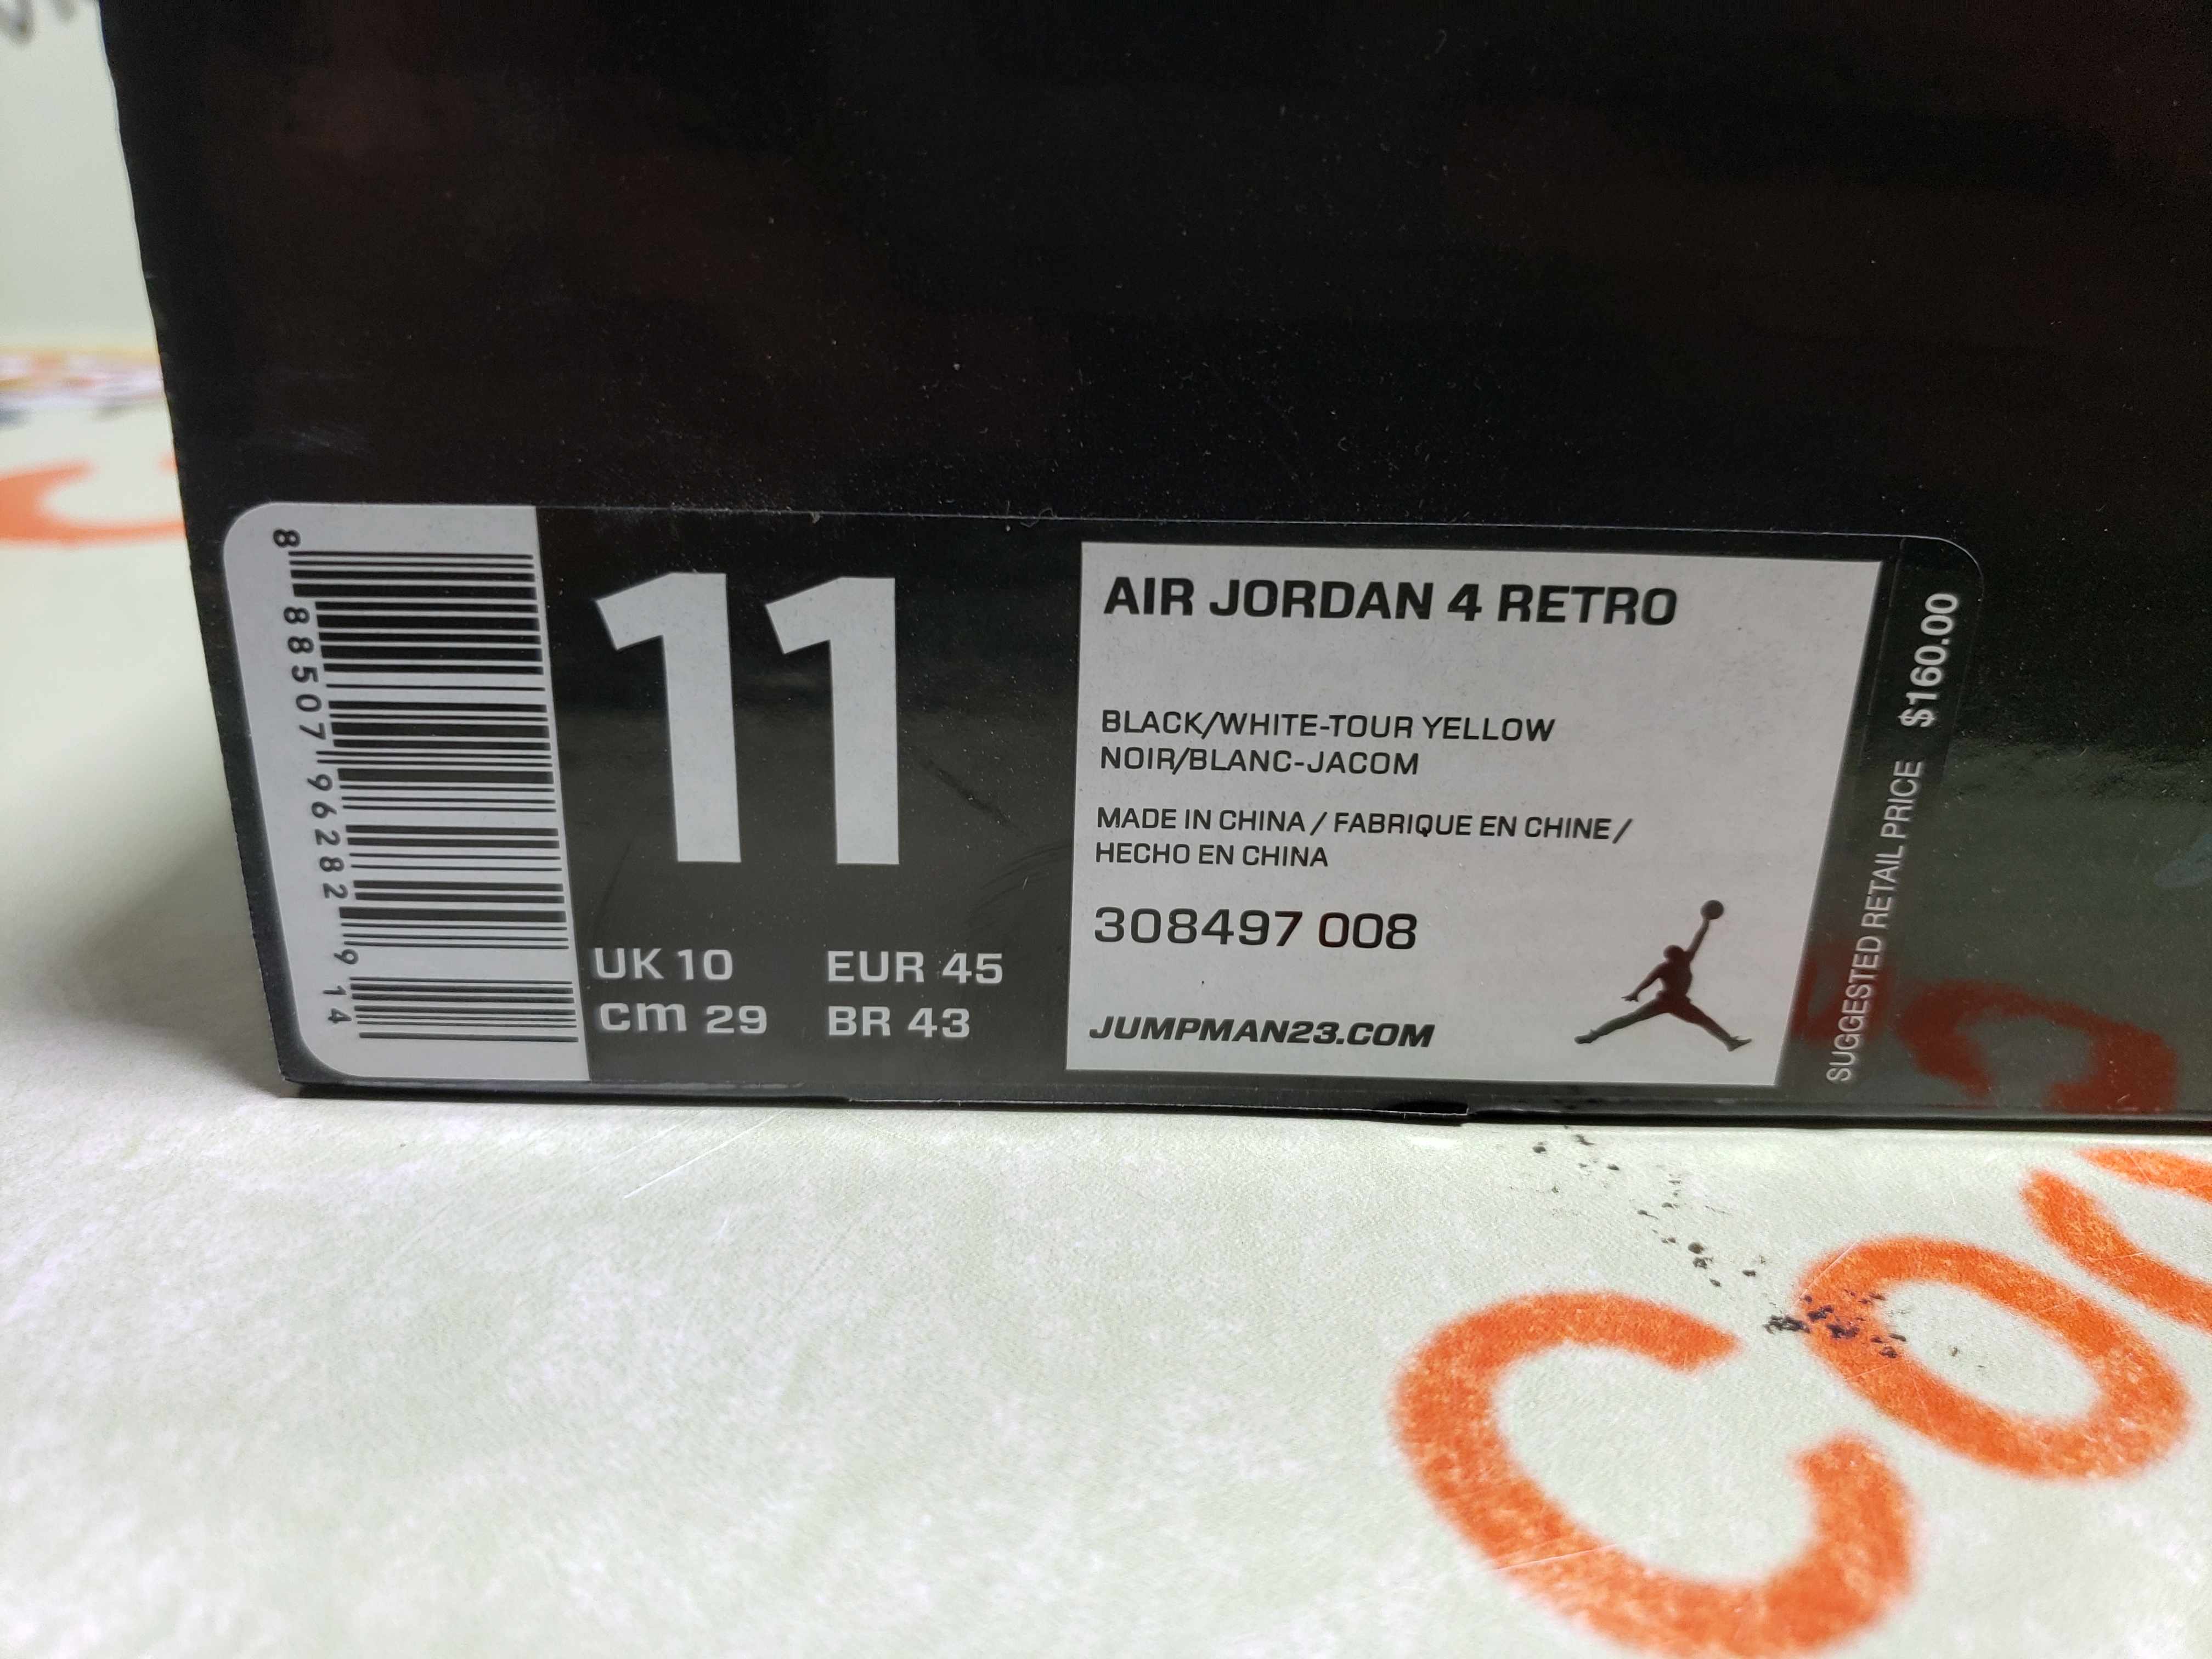 8 88507 96282 9 14
11
UK 10 EUR 45
cm 29 BR 43
AIR JORDAN 4 RETRO
BLACK/WHITE-TOUR YELLOW
NOIR/BLANC-JACOM
MADE IN CHINA / FABRIQUE EN CHINE /
HECHO EN CHINA
308497 008
JUMPMAN23.COM
SUGGESTED RETAIL PRICE $160.00